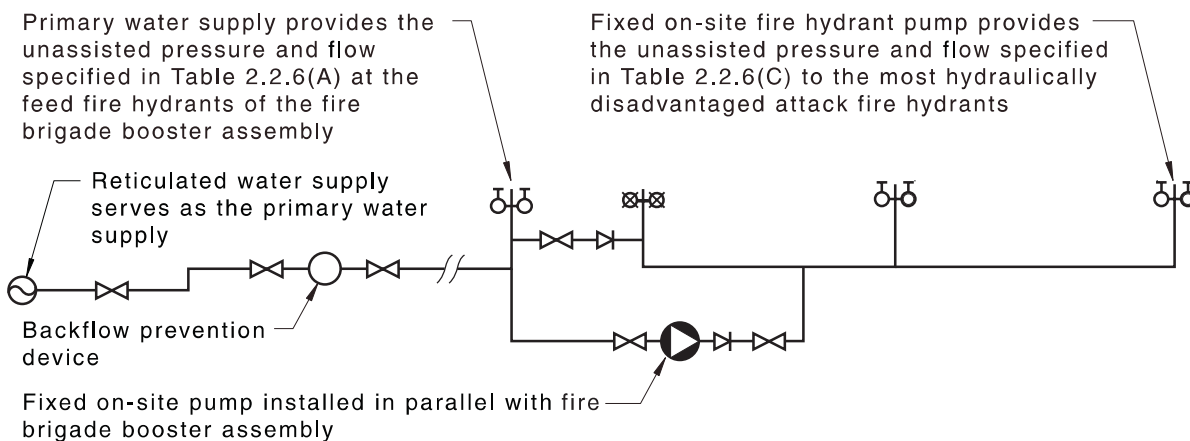 Primary water supply provides the
unassisted pressure and flow
specified in Table 2.2.6(A) at the
feed fire hydrants of the fire
brigade booster assembly
Fixed on-site fire hydrant pump provides
the unassisted pressure and flow specified
in Table 2.2.6(C) to the most hydraulically
disadvantaged attack fire hydrants
Reticulated water supply
serves as the primary water
supply
Backflow prevention
device
Fixed on-site pump installed in parallel with fire
brigade booster assembly